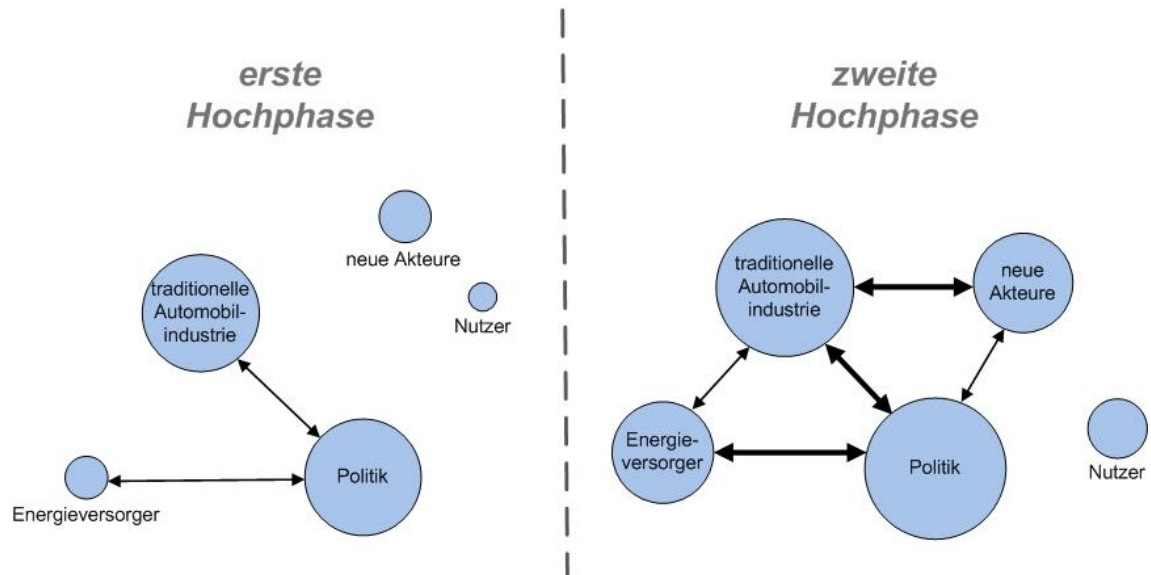 erste
Hochphase
neue Akteure
Nutzer
traditionelle
Automobil-
industrie
Politik
Energieversorger
zweite
Hochphase
traditionelle
Automobil-
industrie
neue
Akteure
Energie-
versorger
Politik
Nutzer